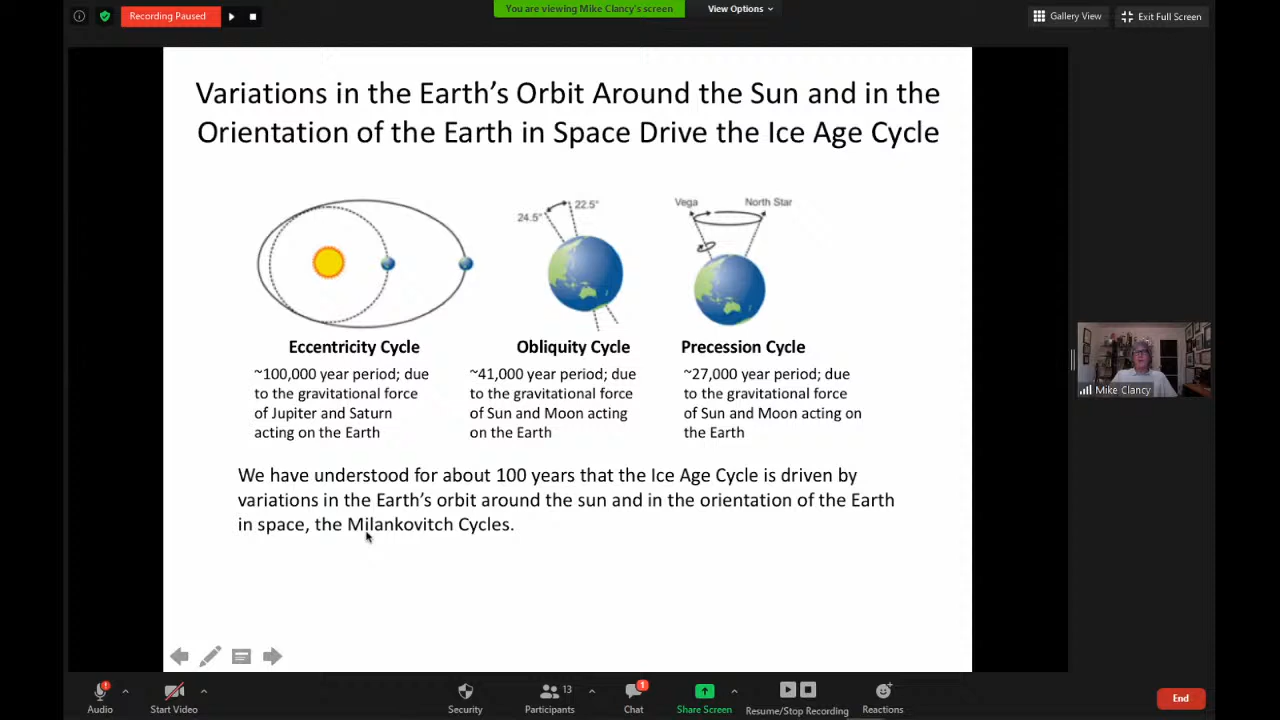 Recording Paused
You are viewing Mike Clancy's screen
View Options
Gallery View
Exit Full Screen
Variations in the Earth's Orbit Around the Sun and in the
Orientation of the Earth in Space Drive the Ice Age Cycle
24.5°
22.5°
Vega
North Star
Eccentricity Cycle
~100,000 year period; due
to the gravitational force
of Jupiter and Saturn
acting on the Earth
Obliquity Cycle
~41,000 year period; due
to the gravitational force
of Sun and Moon acting
on the Earth
Precession Cycle
~27,000 year period; due
to the gravitational force
of Sun and Moon acting on
the Earth
Mike Clancy
We have understood for about 100 years that the Ice Age Cycle is driven by
variations in the Earth's orbit around the sun and in the orientation of the Earth
in space, the Milankovitch Cycles.
Audio
Start Video
Security
Participants
13
Chat
1
Share Screen
Resume/Stop Recording
Reactions
End